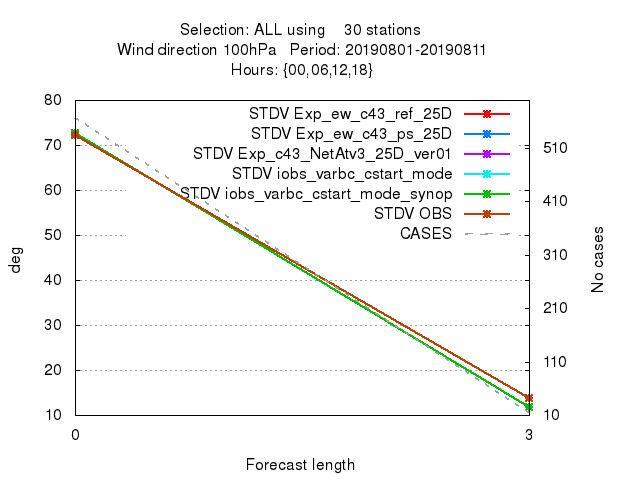 Selection: ALL using    30 stations
Wind direction 100hPa   Period: 20190801-20190811
Hours: {00,06,12,18}
80
70
60
50
40
30
20
10
deg
STDV Exp_ew_c43_ref_25D
STDV Exp_ew_c43_ps_25D
STDV Exp_c43_NetAtv3_25D_ver01
STDV iobs_varbc_cstart_mode
STDV iobs_varbc_cstart_mode_synop
STDV OBS
CASES
510
410
310
210
110
10
No cases
0
3
Forecast length